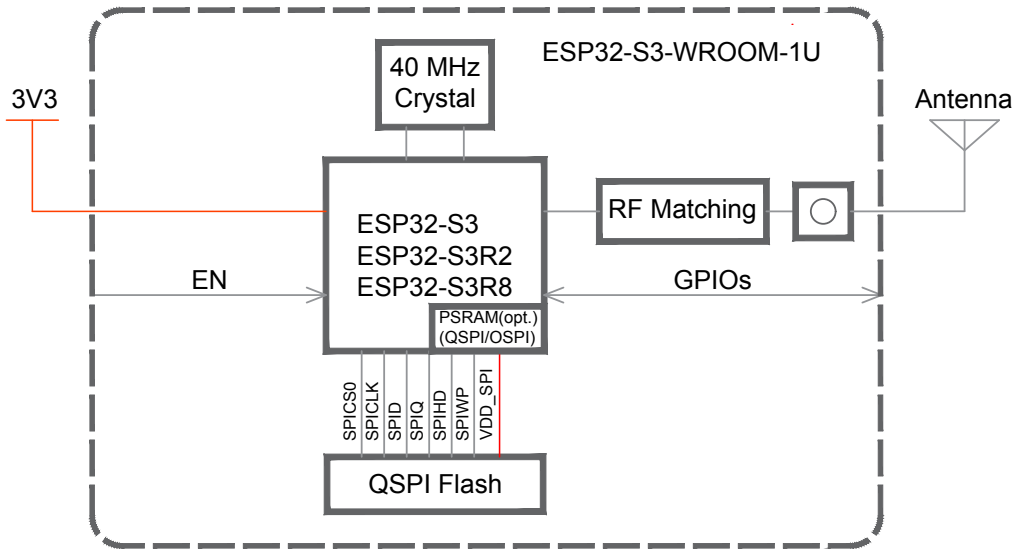 ESP32-S3-WROOM-1U
40 MHz
Crystal
3V3
Antenna
RF Matching
ESP32-S3
ESP32-S3R2
ESP32-S3R8
EN
GPIOs
PSRAM(opt.)
(QSPI/OSPI)
SPICS0
SPICLK
SPID
SPIQ
SPIHD
SPIWP
VDD_SPI
QSPI Flash